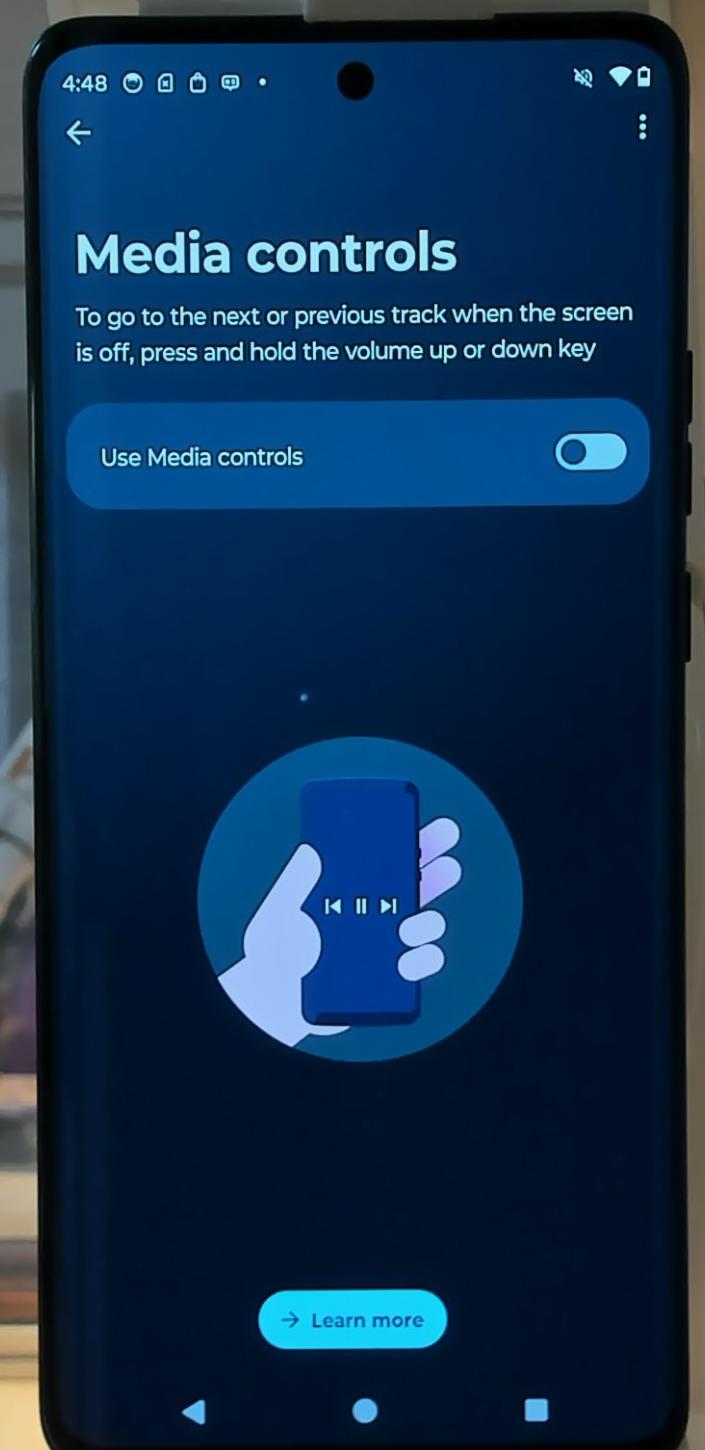 4:48
Media controls
To go to the next or previous track when the screen
is off, press and hold the volume up or down key
Use Media controls
Learn more